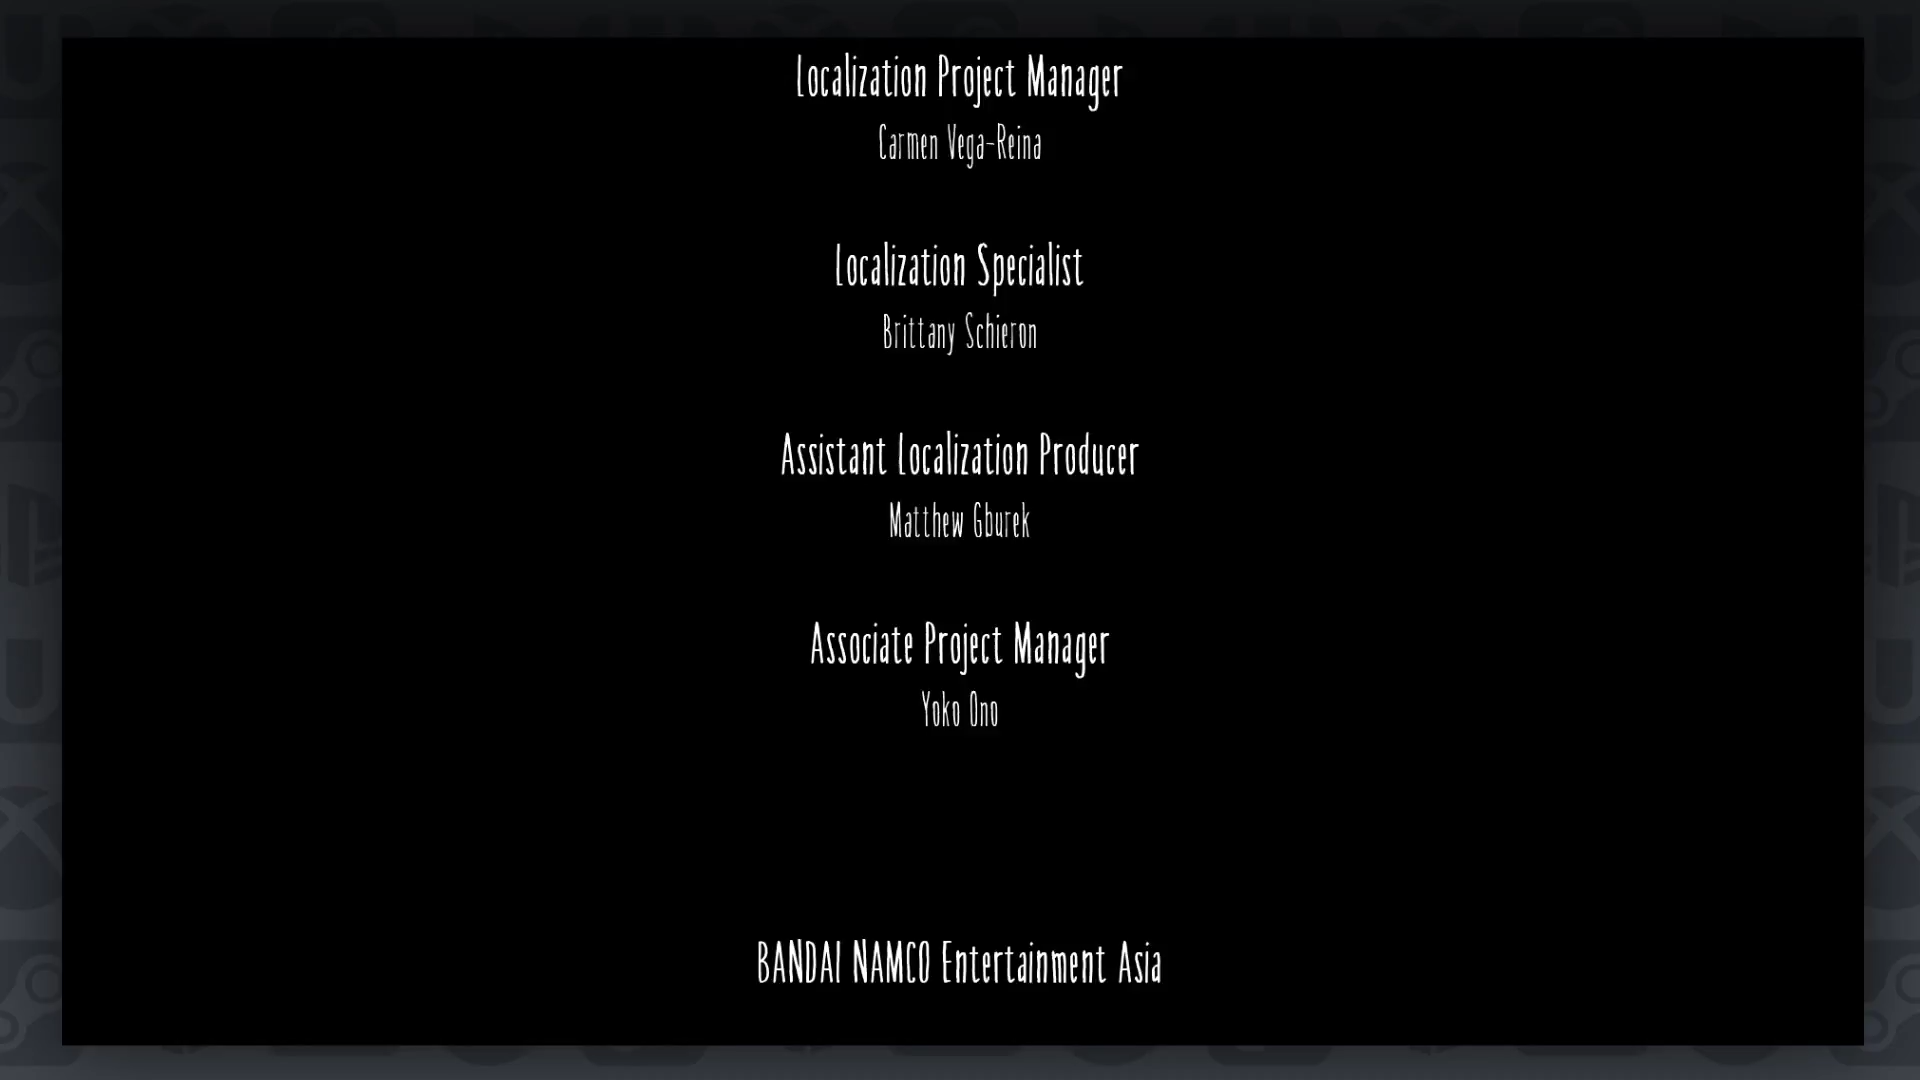 Localization Project Manager
Carmen Vega-Reina
Localization Specialist
Brittany Schieron
Assistant Localization Producer
Matthew Gburek
Associate Project Manager
Yoko Ono
BANDAI NAMCO Entertainment Asia